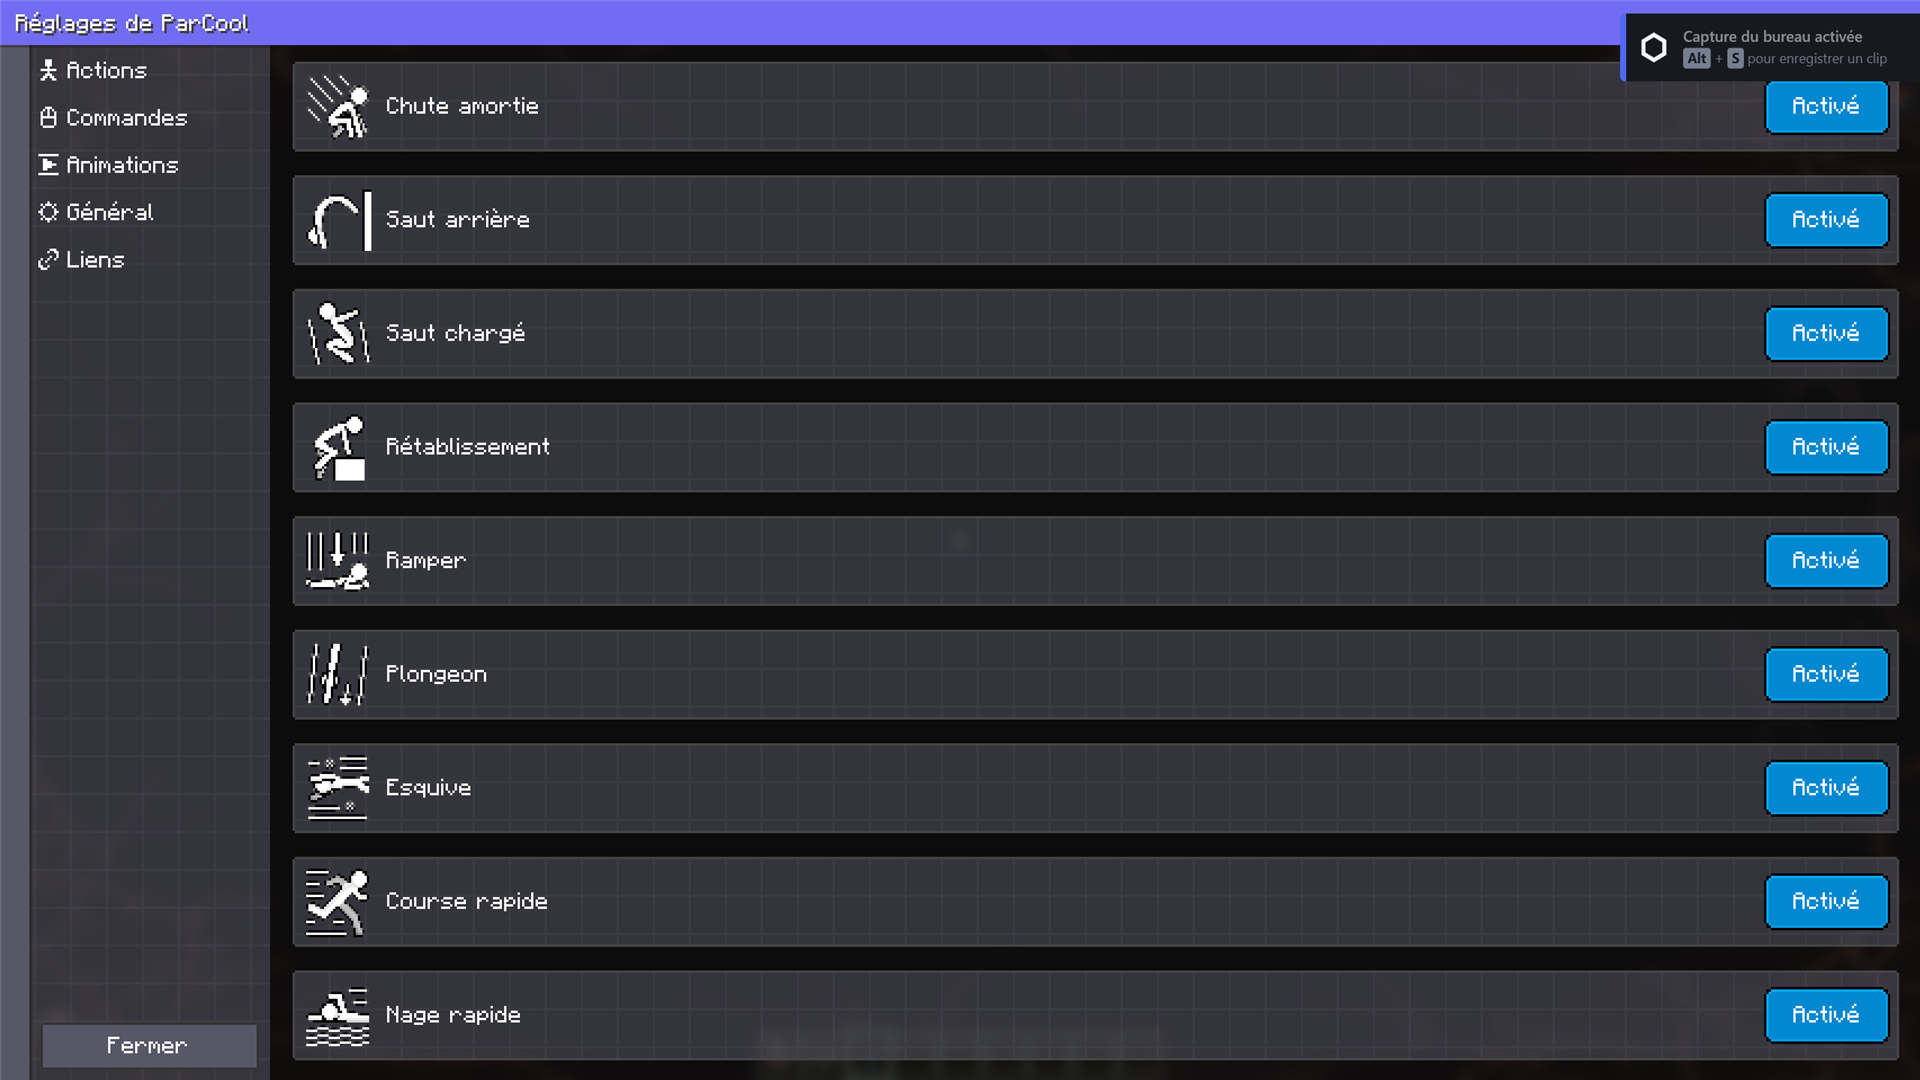 Réglages de ParCool
Capture du bureau activée
Alt + S pour enregistrer un clip
Actions
Commandes
Animations
Général
Liens
Chute amortie
Activé
Saut arrière
Activé
Saut chargé
Activé
Rétablissement
Activé
Ramper
Activé
Plongeon
Activé
Esquive
Activé
Course rapide
Activé
Nage rapide
Activé
Fermer